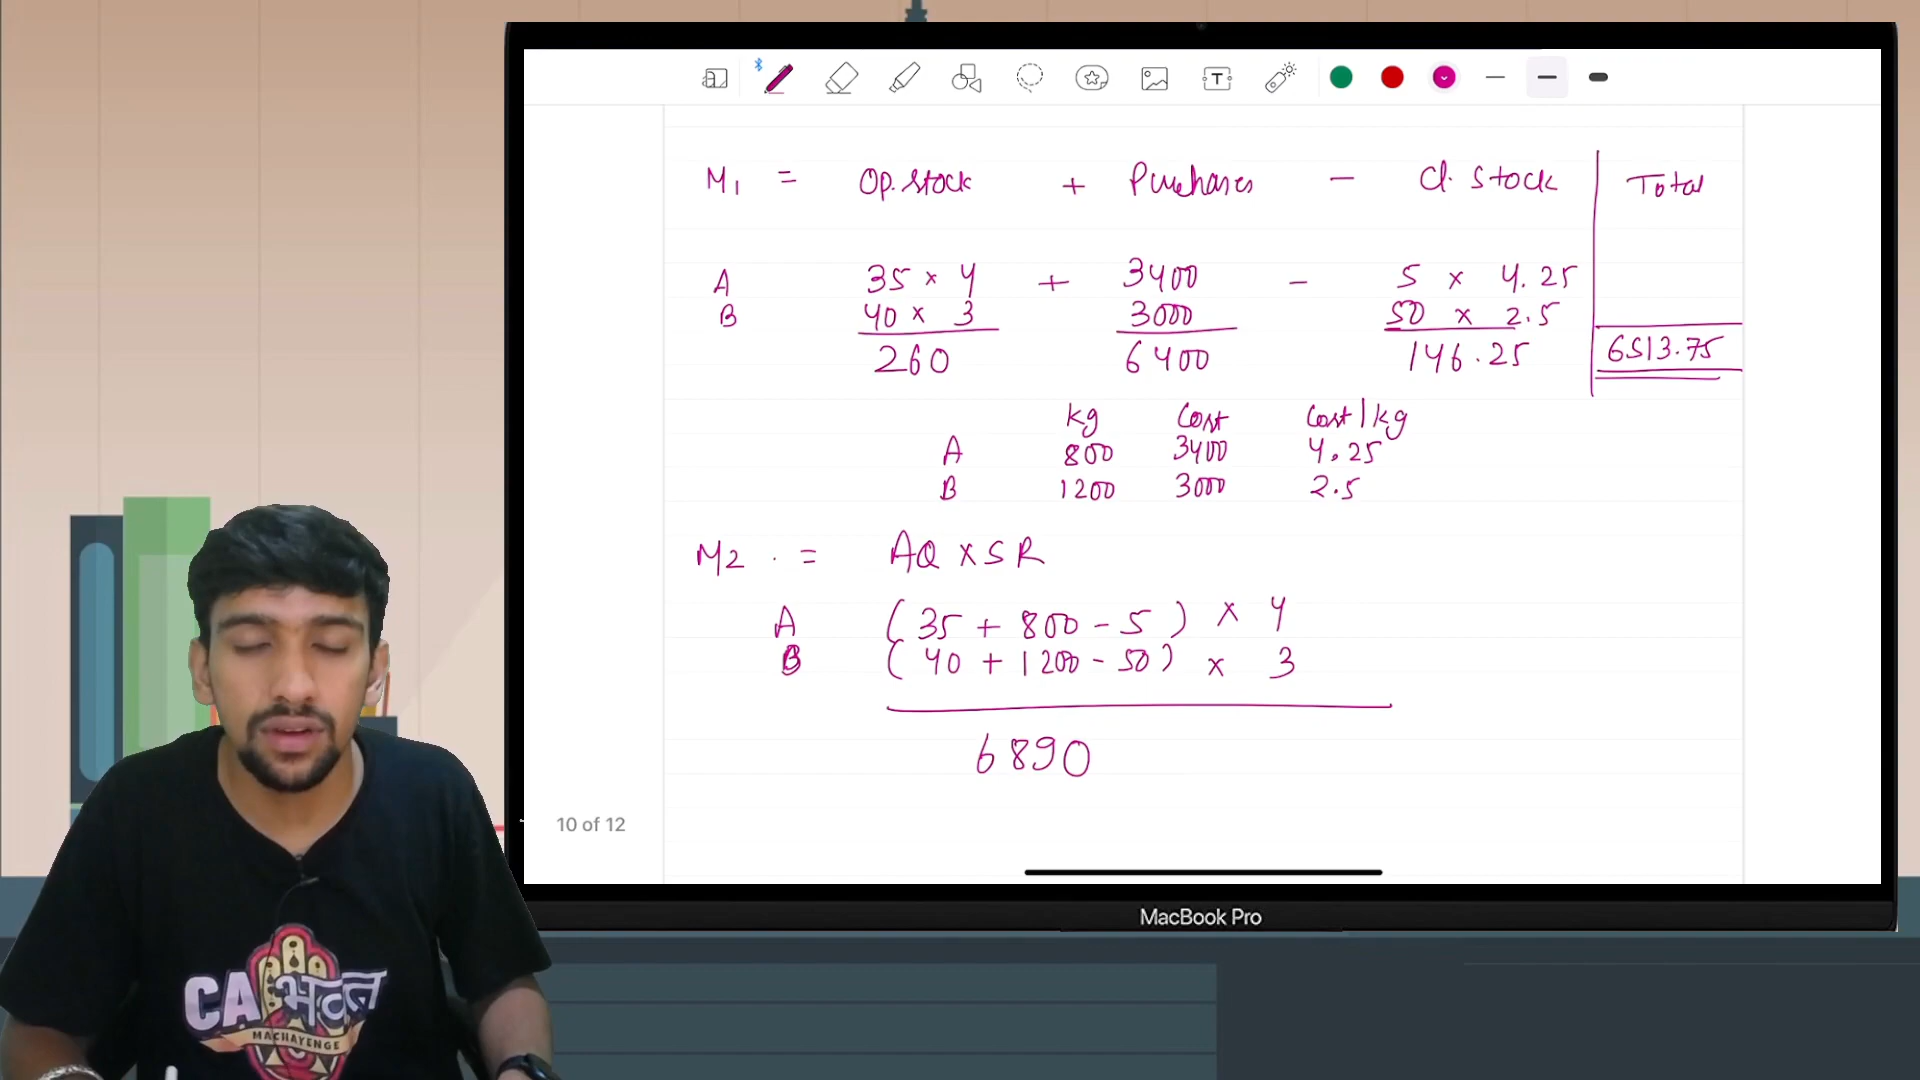 M1 = Op. stock + Purchases - Cl. Stock Total
A 35 × 4 + 3400 - 5 × 4.25
B 40 × 3 3000 50 × 2.5
260 6400 146.25 6513.75
kg Cost Cost/kg
A 800 3400 4.25
B 1200 3000 2.5
M2 = AQ × SR
A (35 + 800 - 5) × 4
B (40 + 1200 - 50) × 3
6890
10 of 12
MacBook Pro
CA भक्त
MACHAYENGE